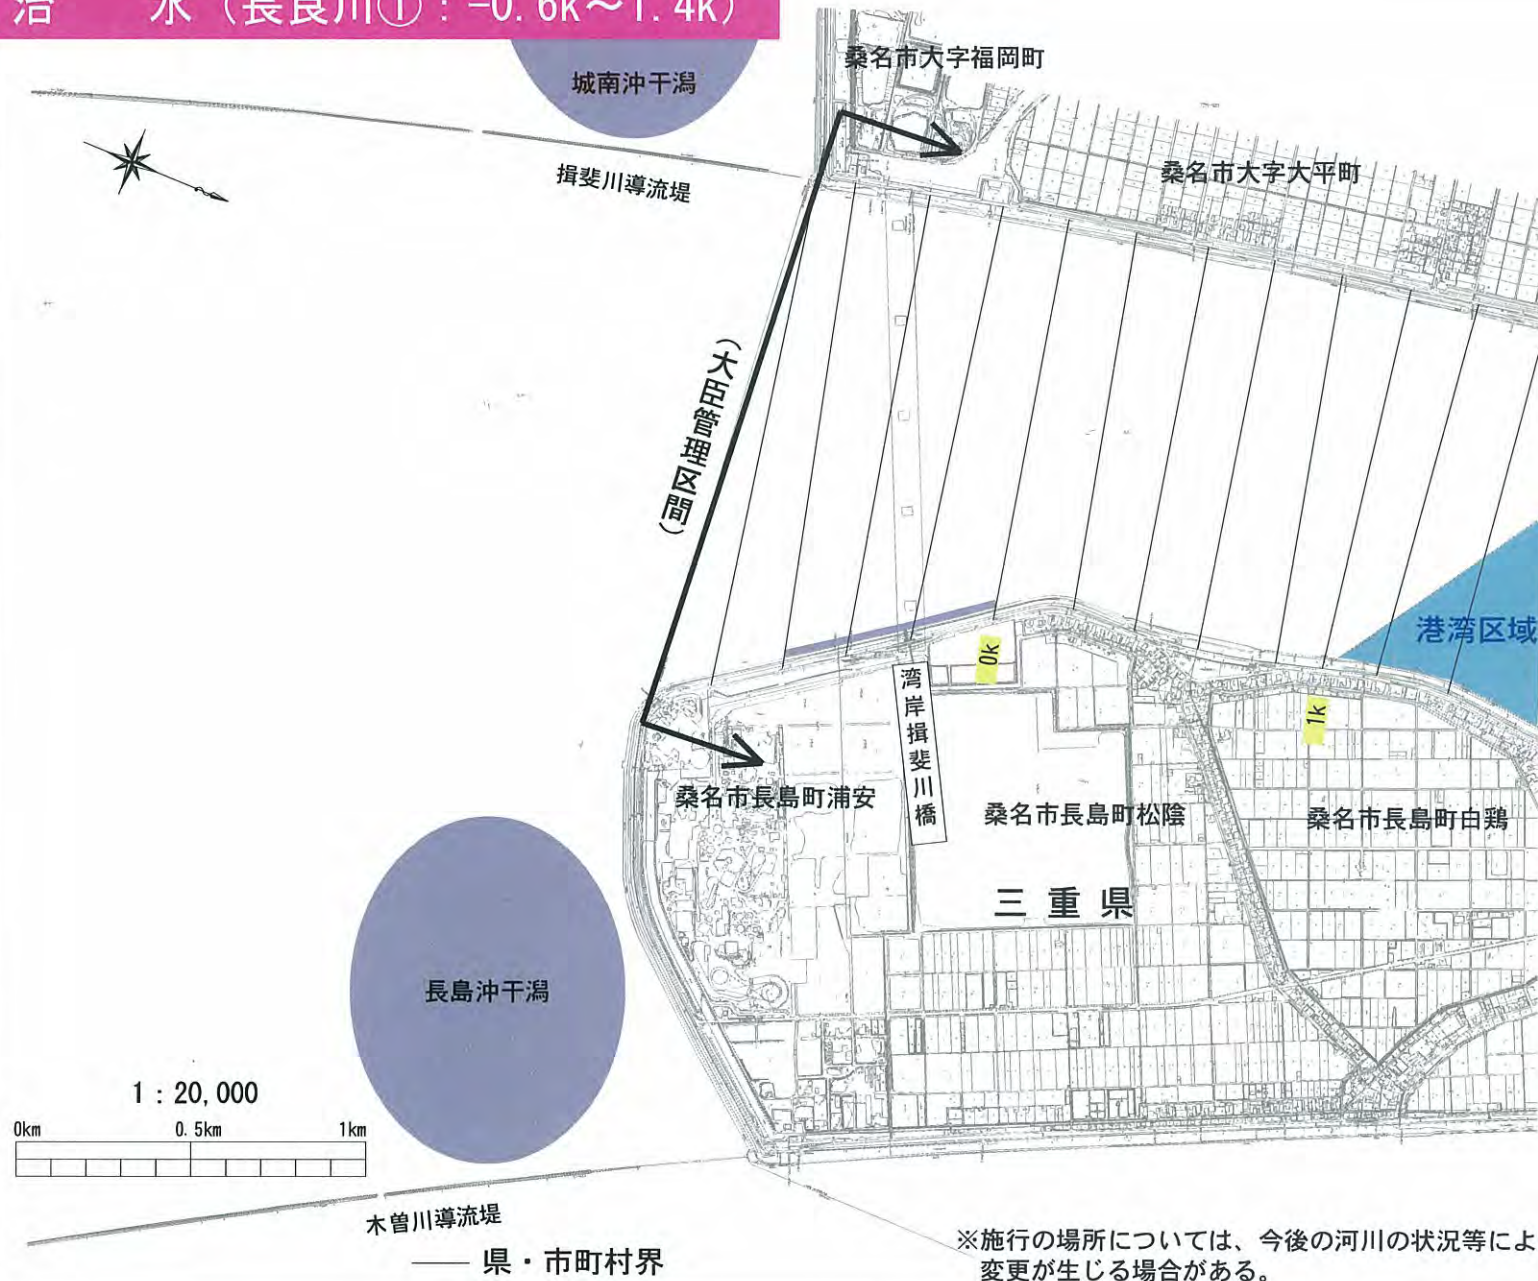 治　水（長良川①：-0.6k～1.4k）
城南沖干潟
桑名市大字福岡町
揖斐川導流堤
桑名市大字大平町
（大臣管理区間）
港湾区域
0k
湾岸揖斐川橋
1k
桑名市長島町浦安
桑名市長島町松陰
桑名市長島町白鶏
三重県
長島沖干潟
1：20,000
0km 0.5km 1km
木曽川導流堤
県・市町村界
※施行の場所については、今後の河川の状況等によ
変更が生じる場合がある。